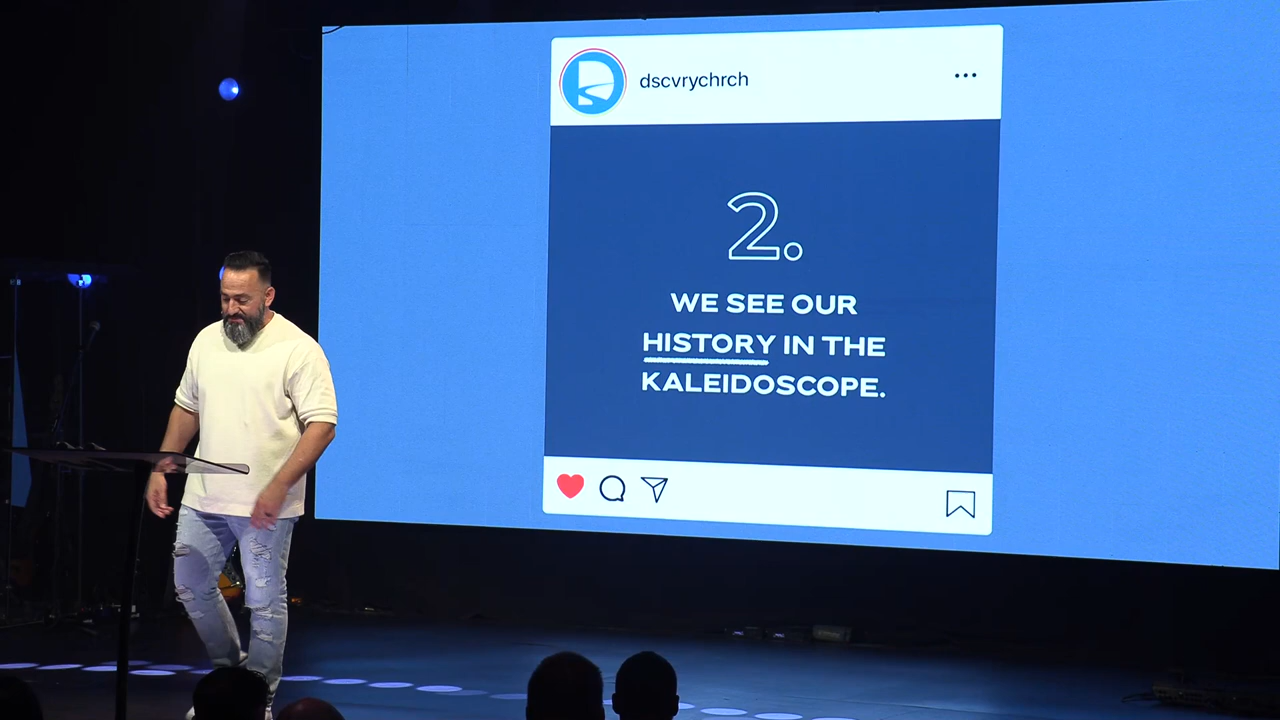 dscvrychrch
2.
WE SEE OUR
HISTORY IN THE
KALEIDOSCOPE.